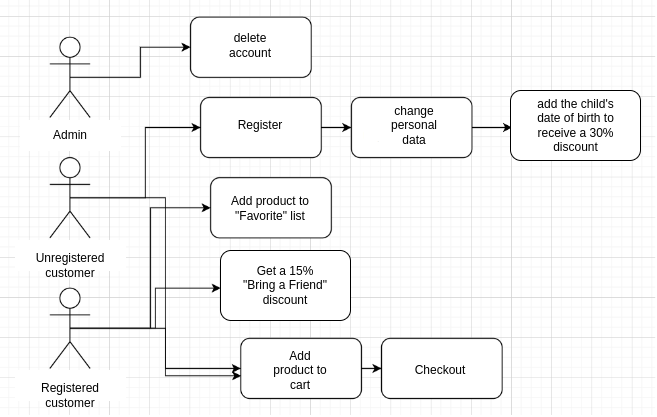 delete
account
Admin
Register
change
personal
data
add the child's
date of birth to
receive a 30%
discount
Unregistered
customer
Add product to
"Favorite" list
Get a 15%
"Bring a Friend"
discount
Registered
customer
Add
product to
cart
Checkout